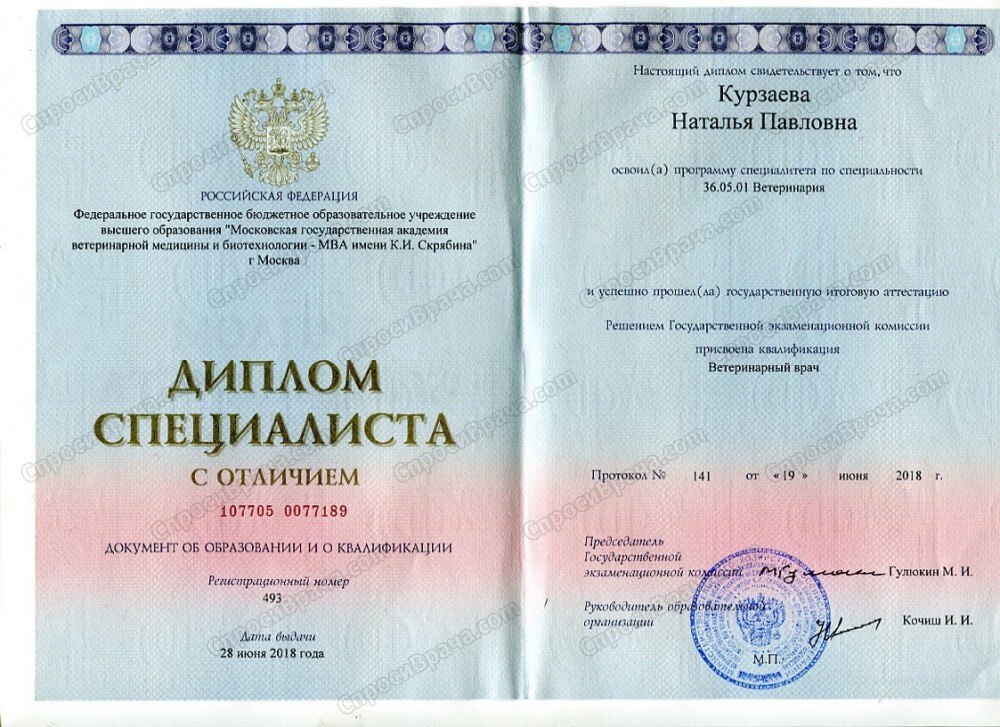 РОССИЙСКАЯ ФЕДЕРАЦИЯ
Федеральное государственное бюджетное образовательное учреждение
высшего образования "Московская государственная академия
ветеринарной медицины и биотехнологии - МВА имени К.И. Скрябина"
г Москва
ДИПЛОМ
СПЕЦИАЛИСТА
С ОТЛИЧИЕМ
107705 0077189
ДОКУМЕНТ ОБ ОБРАЗОВАНИИ И О КВАЛИФИКАЦИИ
Регистрационный номер
493
Дата выдачи
28 июня 2018 года
Настоящий диплом свидетельствует о том, что
Курзаева
Наталья Павловна
освоил(а) программу специалитета по специальности
36.05.01 Ветеринария
и успешно прошел(ла) государственную итоговую аттестацию
Решением Государственной экзаменационной комиссии
присвоена квалификация
Ветеринарный врач
Протокол № 141 от «19 » июня 2018 г.
Председатель
Государственной
экзаменационной комиссии Гулюкин М. И.
Руководитель образовательной
организации Кочиш И. И.
М.П.
СпросиВрача.com